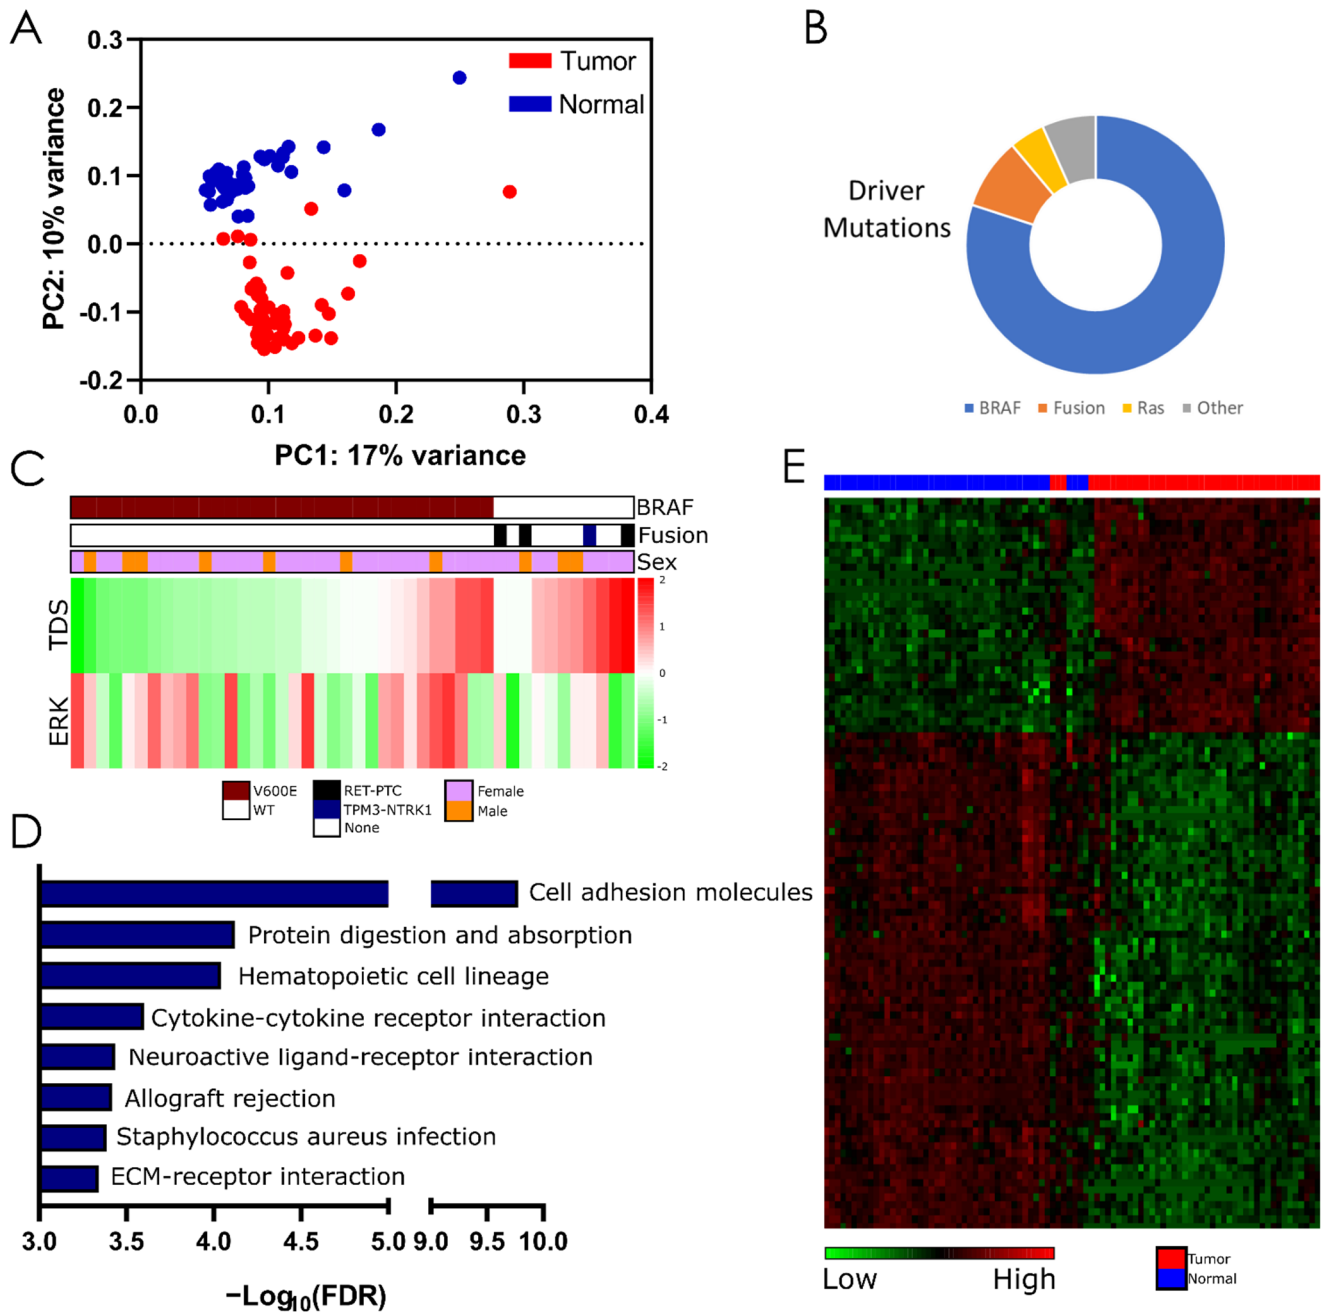 A
0.3
0.2
0.1
0.0
-0.1
-0.2
PC2: 10% variance
Tumor
Normal
0.0 0.1 0.2 0.3 0.4
PC1: 17% variance
B
Driver
Mutations
BRAF Fusion Ras Other
C
BRAF
Fusion
Sex
TDS
ERK
2
1
0
-1
-2
V600E
WT
RET-PTC
TPM3-NTRK1
None
Female
Male
D
Cell adhesion molecules
Protein digestion and absorption
Hematopoietic cell lineage
Cytokine-cytokine receptor interaction
Neuroactive ligand-receptor interaction
Allograft rejection
Staphylococcus aureus infection
ECM-receptor interaction
3.0 3.5 4.0 4.5 5.0 9.0 9.5 10.0
−Log10(FDR)
E
Low High
Tumor
Normal